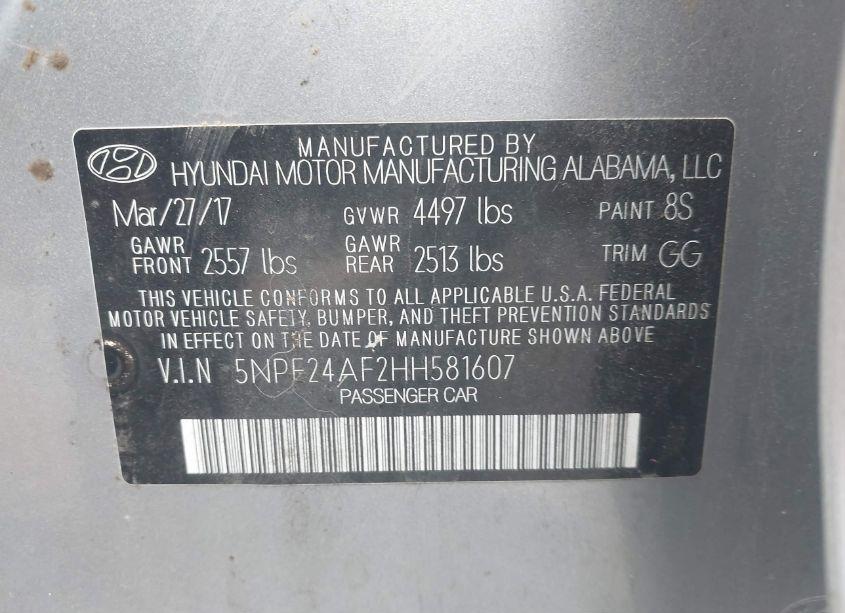 MANUFACTURED BY
HYUNDAI MOTOR MANUFACTURING ALABAMA, LLC
Mar/27/17 GVWR 4497 lbs PAINT 8S
GAWR FRONT 2557 lbs GAWR REAR 2513 lbs TRIM GG
THIS VEHICLE CONFORMS TO ALL APPLICABLE U.S.A. FEDERAL
MOTOR VEHICLE SAFETY, BUMPER, AND THEFT PREVENTION STANDARDS
IN EFFECT ON THE DATE OF MANUFACTURE SHOWN ABOVE
V.I.N 5NPE24AF2HH581607
PASSENGER CAR